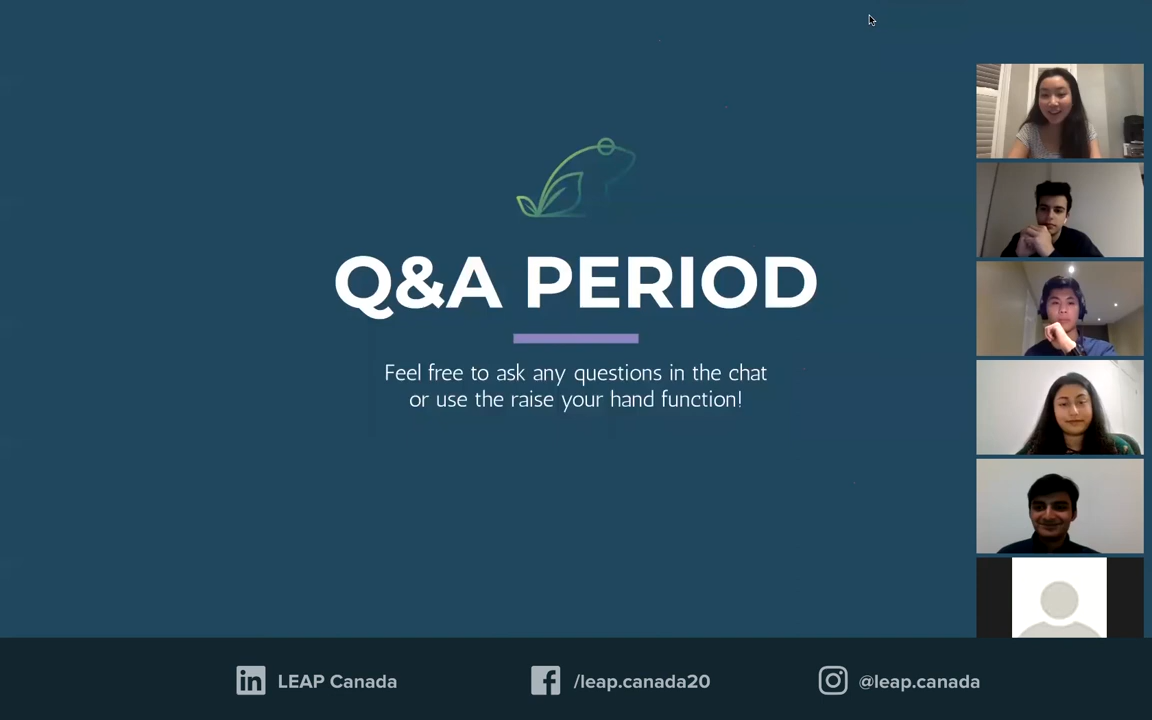 Q&A PERIOD
Feel free to ask any questions in the chat
or use the raise your hand function!
LEAP Canada
/leap.canada20
@leap.canada